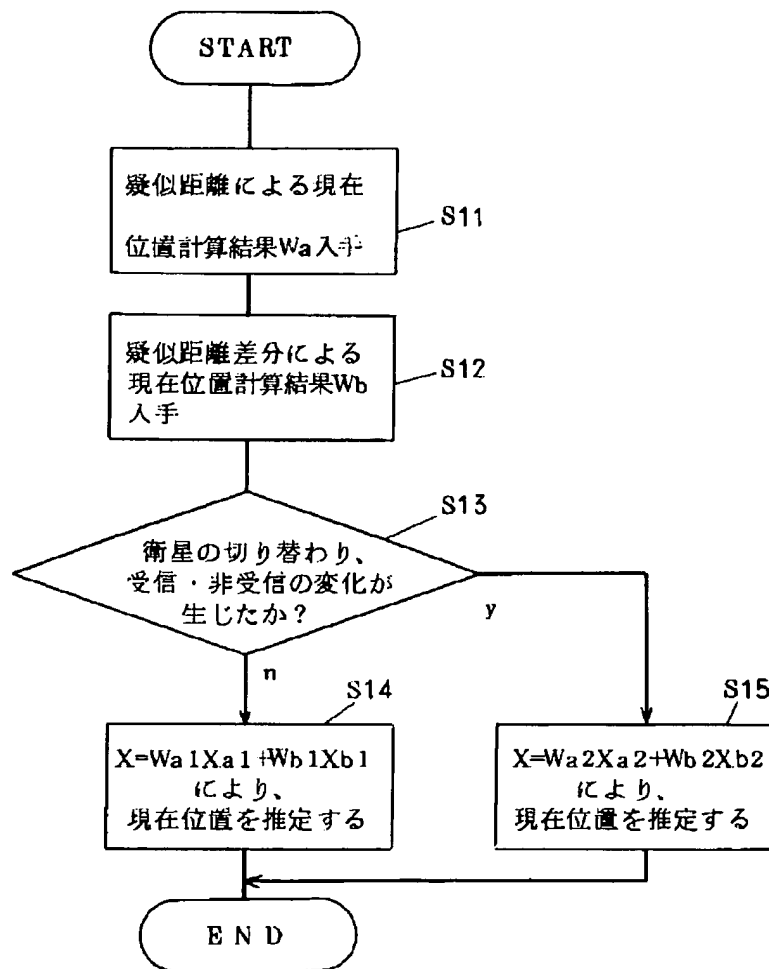 START
疑似距離による現在
位置計算結果Wa入手
S11
疑似距離差分による
現在位置計算結果Wb
入手
S12
S13
衛星の切り替わり、
受信・非受信の変化が
生じたか?
y
n
S14
X=Wa1Xa1+Wb1Xb1
により、
現在位置を推定する
S15
X=Wa2Xa2+Wb2Xb2
により、
現在位置を推定する
END